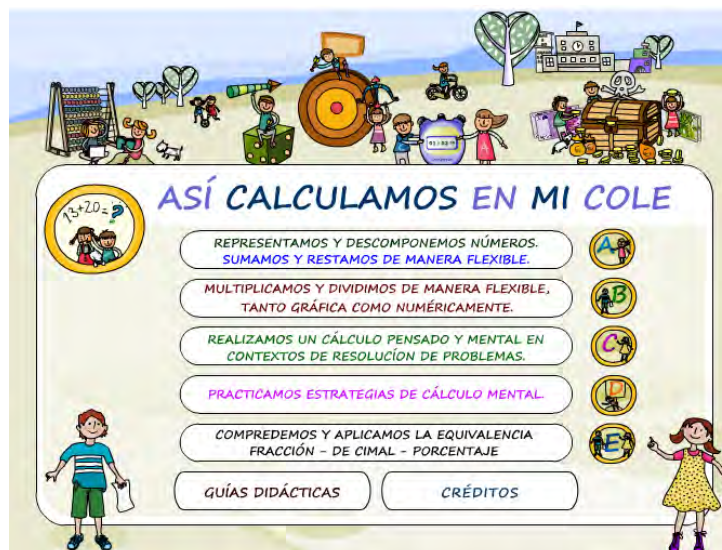 13+20=?
ASÍ CALCULAMOS EN MI COLE
REPRESENTAMOS Y DESCOMPONEMOS NÚMEROS.
SUMAMOS Y RESTAMOS DE MANERA FLEXIBLE.
A
MULTIPLICAMOS Y DIVIDIMOS DE MANERA FLEXIBLE,
TANTO GRÁFICA COMO NUMÉRICAMENTE.
B
REALIZAMOS UN CÁLCULO PENSADO Y MENTAL EN
CONTEXTOS DE RESOLUCÍON DE PROBLEMAS.
C
PRACTICAMOS ESTRATEGIAS DE CÁLCULO MENTAL.
D
COMPREDEMOS Y APLICAMOS LA EQUIVALENCIA
FRACCIÓN - DE CIMAL - PORCENTAJE
E
GUÍAS DIDÁCTICAS
CRÉDITOS